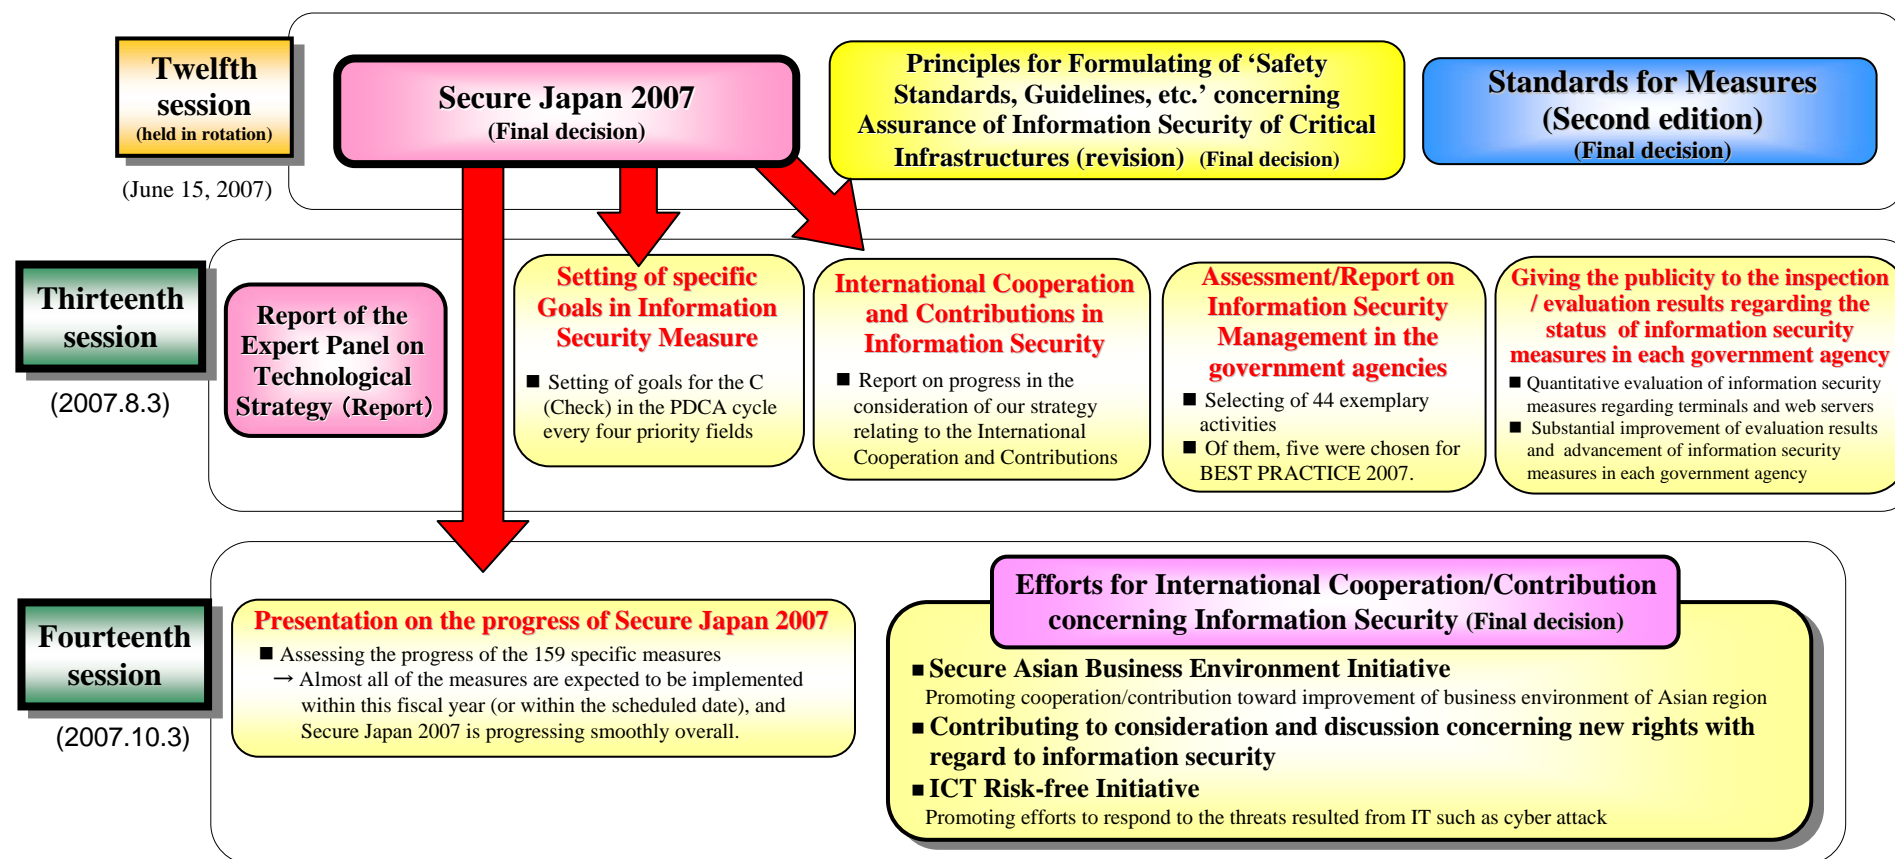 Twelfth
session
(held in rotation)
(June 15, 2007)
Secure Japan 2007
(Final decision)
Principles for Formulating of ‘Safety
Standards, Guidelines, etc.’ concerning
Assurance of Information Security of Critical
Infrastructures (revision) (Final decision)
Standards for Measures
(Second edition)
(Final decision)
Thirteenth
session
(2007.8.3)
Report of the
Expert Panel on
Technological
Strategy (Report)
Setting of specific
Goals in Information
Security Measure
■ Setting of goals for the C
(Check) in the PDCA cycle
every four priority fields
International Cooperation
and Contributions in
Information Security
■ Report on progress in the
consideration of our strategy
relating to the International
Cooperation and Contributions
Assessment/Report on
Information Security
Management in the
government agencies
■ Selecting of 44 exemplary
activities
■ Of them, five were chosen for
BEST PRACTICE 2007.
Giving the publicity to the inspection
/ evaluation results regarding the
status of information security
measures in each government agency
■ Quantitative evaluation of information security
measures regarding terminals and web servers
■ Substantial improvement of evaluation results
and advancement of information security
measures in each government agency
Fourteenth
session
(2007.10.3)
Presentation on the progress of Secure Japan 2007
■ Assessing the progress of the 159 specific measures
→ Almost all of the measures are expected to be implemented
within this fiscal year (or within the scheduled date), and
Secure Japan 2007 is progressing smoothly overall.
Efforts for International Cooperation/Contribution
concerning Information Security (Final decision)
■ Secure Asian Business Environment Initiative
Promoting cooperation/contribution toward improvement of business environment of Asian region
■ Contributing to consideration and discussion concerning new rights with
regard to information security
■ ICT Risk-free Initiative
Promoting efforts to respond to the threats resulted from IT such as cyber attack